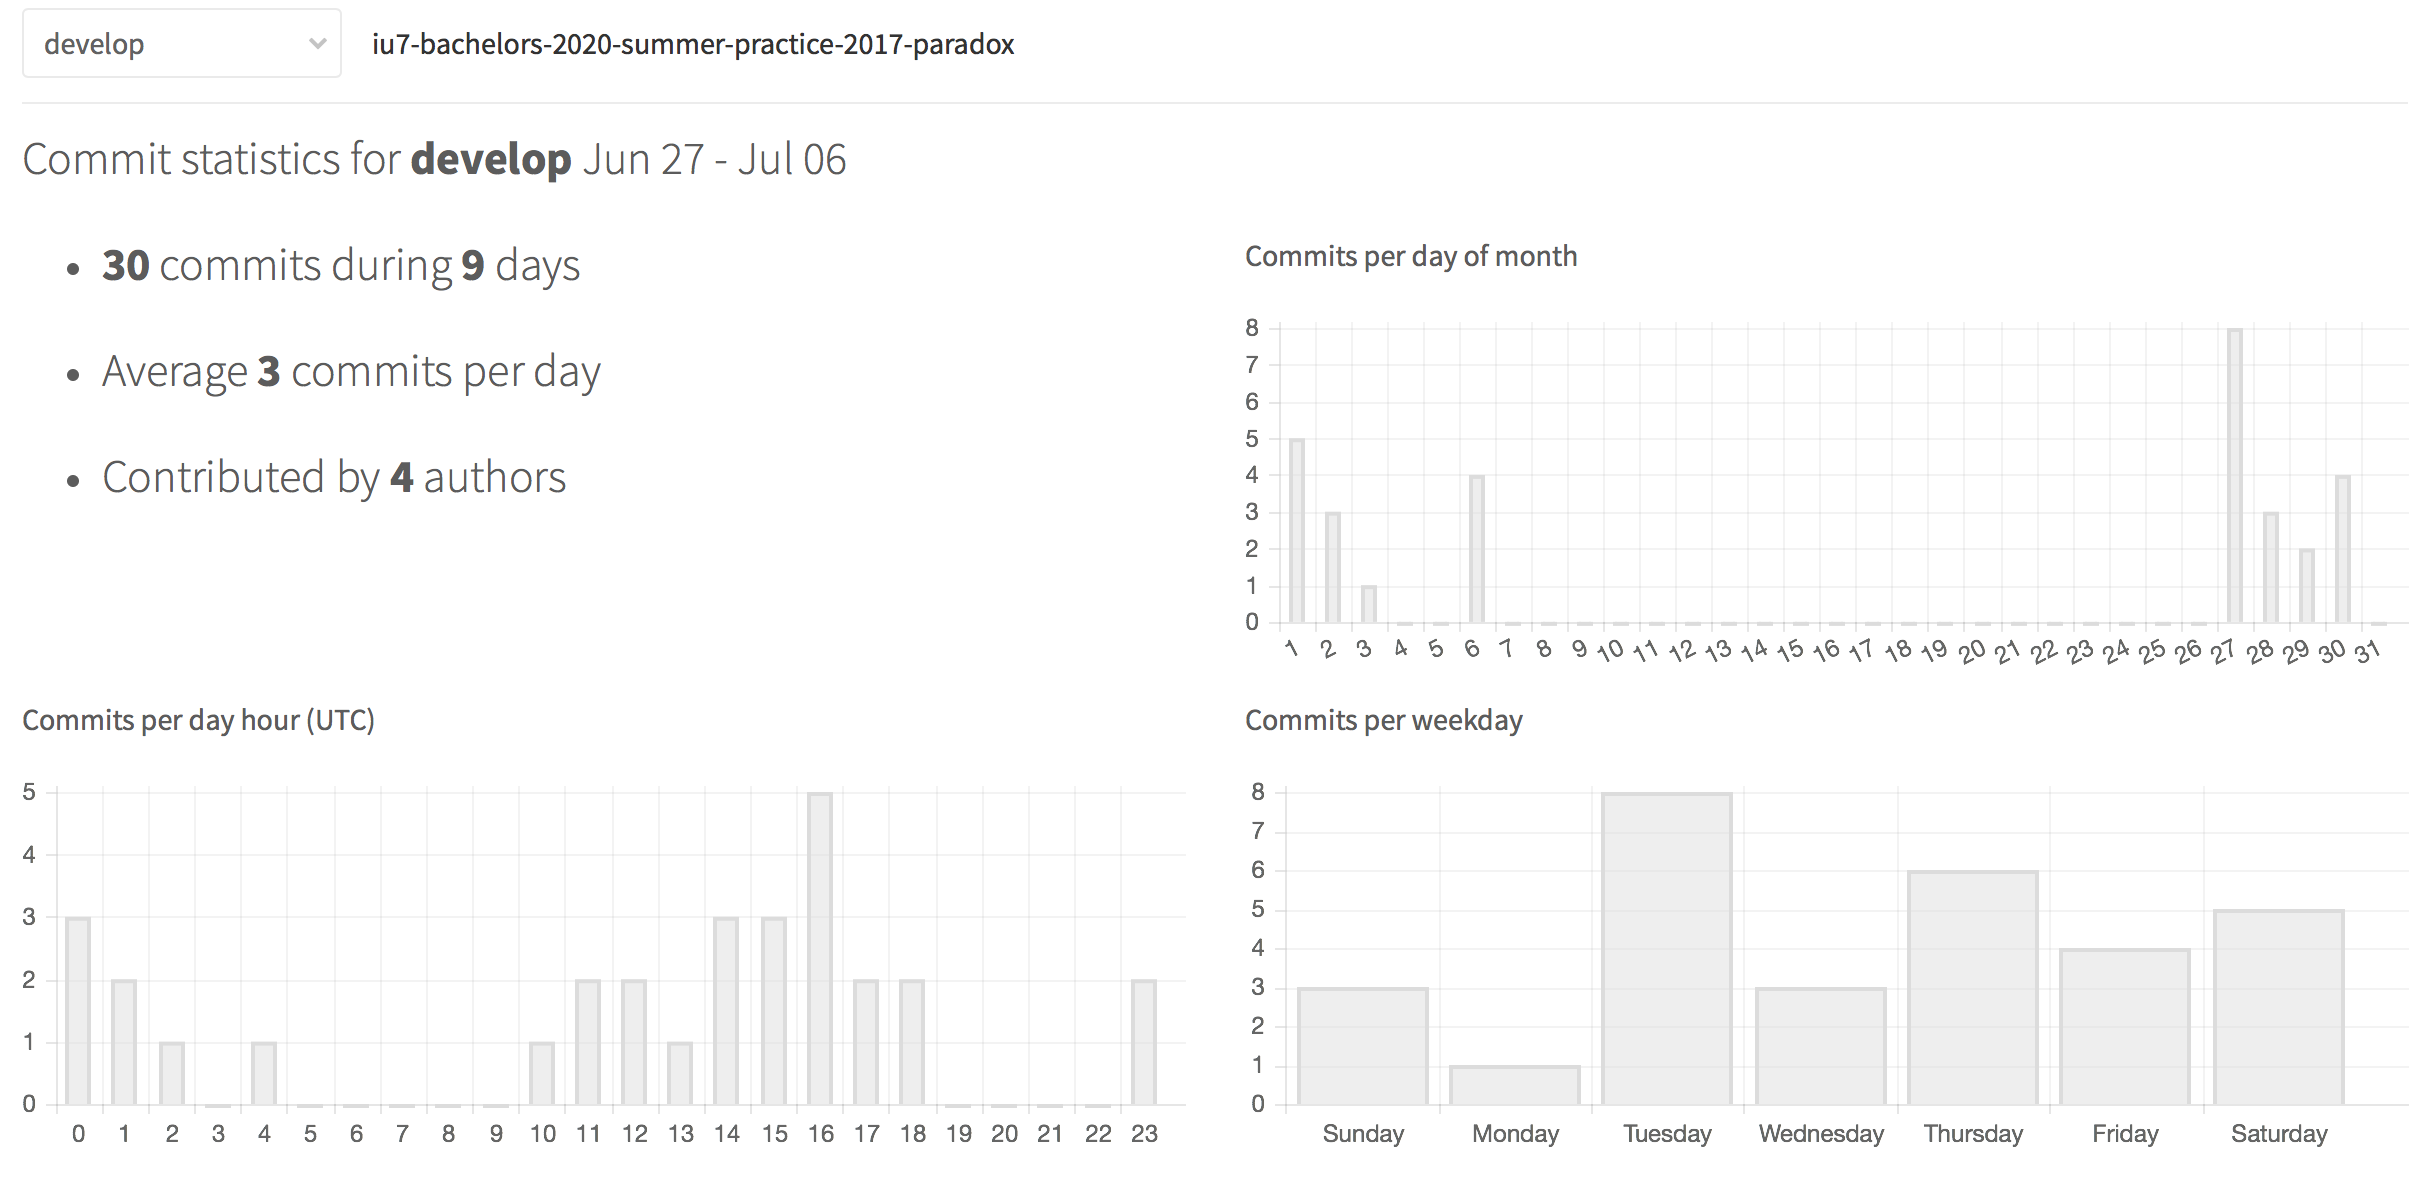 develop
iu7-bachelors-2020-summer-practice-2017-paradox
Commit statistics for develop Jun 27 - Jul 06
• 30 commits during 9 days
• Average 3 commits per day
• Contributed by 4 authors
Commits per day of month
8
7
6
5
4
3
2
1
0
1 2 3 4 5 6 7 8 9 10 11 12 13 14 15 16 17 18 19 20 21 22 23 24 25 26 27 28 29 30 31
Commits per day hour (UTC)
5
4
3
2
1
0
0 1 2 3 4 5 6 7 8 9 10 11 12 13 14 15 16 17 18 19 20 21 22 23
Commits per weekday
8
7
6
5
4
3
2
1
0
Sunday Monday Tuesday Wednesday Thursday Friday Saturday